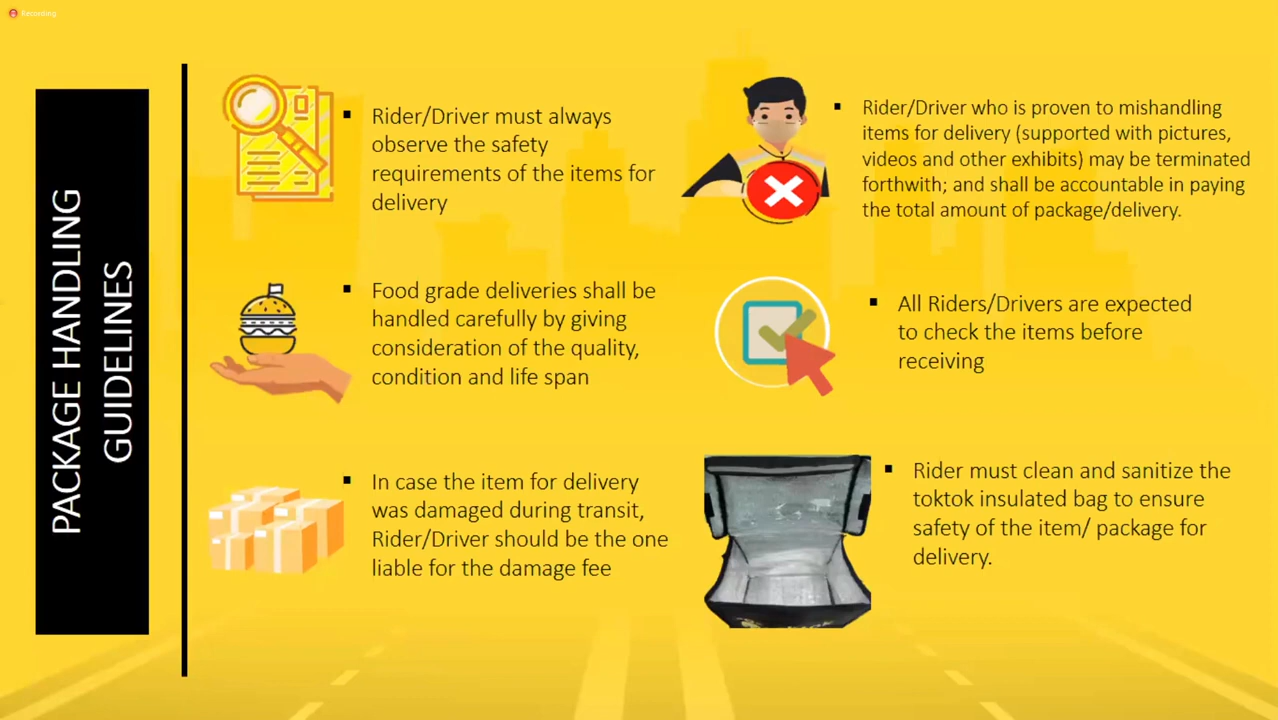 Recording
PACKAGE HANDLING
GUIDELINES
Rider/Driver must always
observe the safety
requirements of the items for
delivery
Food grade deliveries shall be
handled carefully by giving
consideration of the quality,
condition and life span
In case the item for delivery
was damaged during transit,
Rider/Driver should be the one
liable for the damage fee
Rider/Driver who is proven to mishandling
items for delivery (supported with pictures,
videos and other exhibits) may be terminated
forthwith; and shall be accountable in paying
the total amount of package/delivery.
All Riders/Drivers are expected
to check the items before
receiving
Rider must clean and sanitize the
toktok insulated bag to ensure
safety of the item/ package for
delivery.